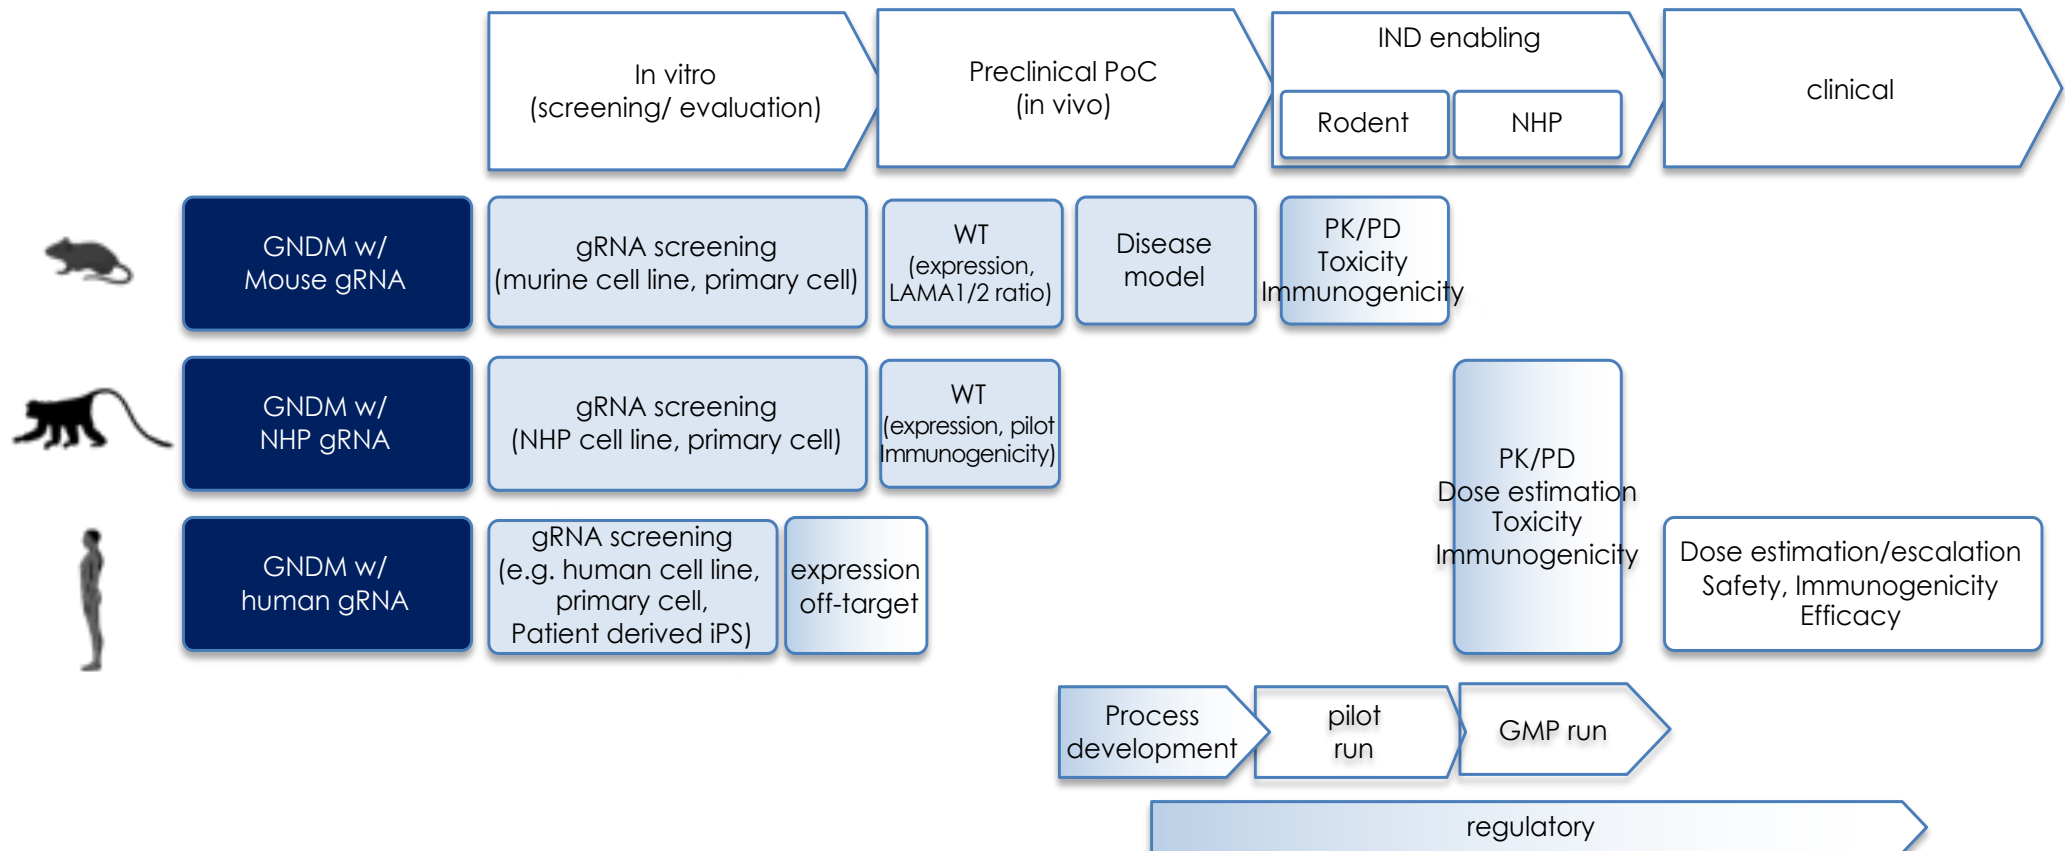 In vitro
(screening/ evaluation)
Preclinical PoC
(in vivo)
IND enabling
Rodent
NHP
clinical
GNDM w/
Mouse gRNA
gRNA screening
(murine cell line, primary cell)
WT
(expression,
LAMA1/2 ratio)
Disease
model
PK/PD
Toxicity
Immunogenicity
GNDM w/
NHP gRNA
gRNA screening
(NHP cell line, primary cell)
WT
(expression, pilot
Immunogenicity)
PK/PD
Dose estimation
Toxicity
Immunogenicity
GNDM w/
human gRNA
gRNA screening
(e.g. human cell line,
primary cell,
Patient derived iPS)
expression
off-target
Dose estimation/escalation
Safety, Immunogenicity
Efficacy
Process
development
pilot
run
GMP run
regulatory